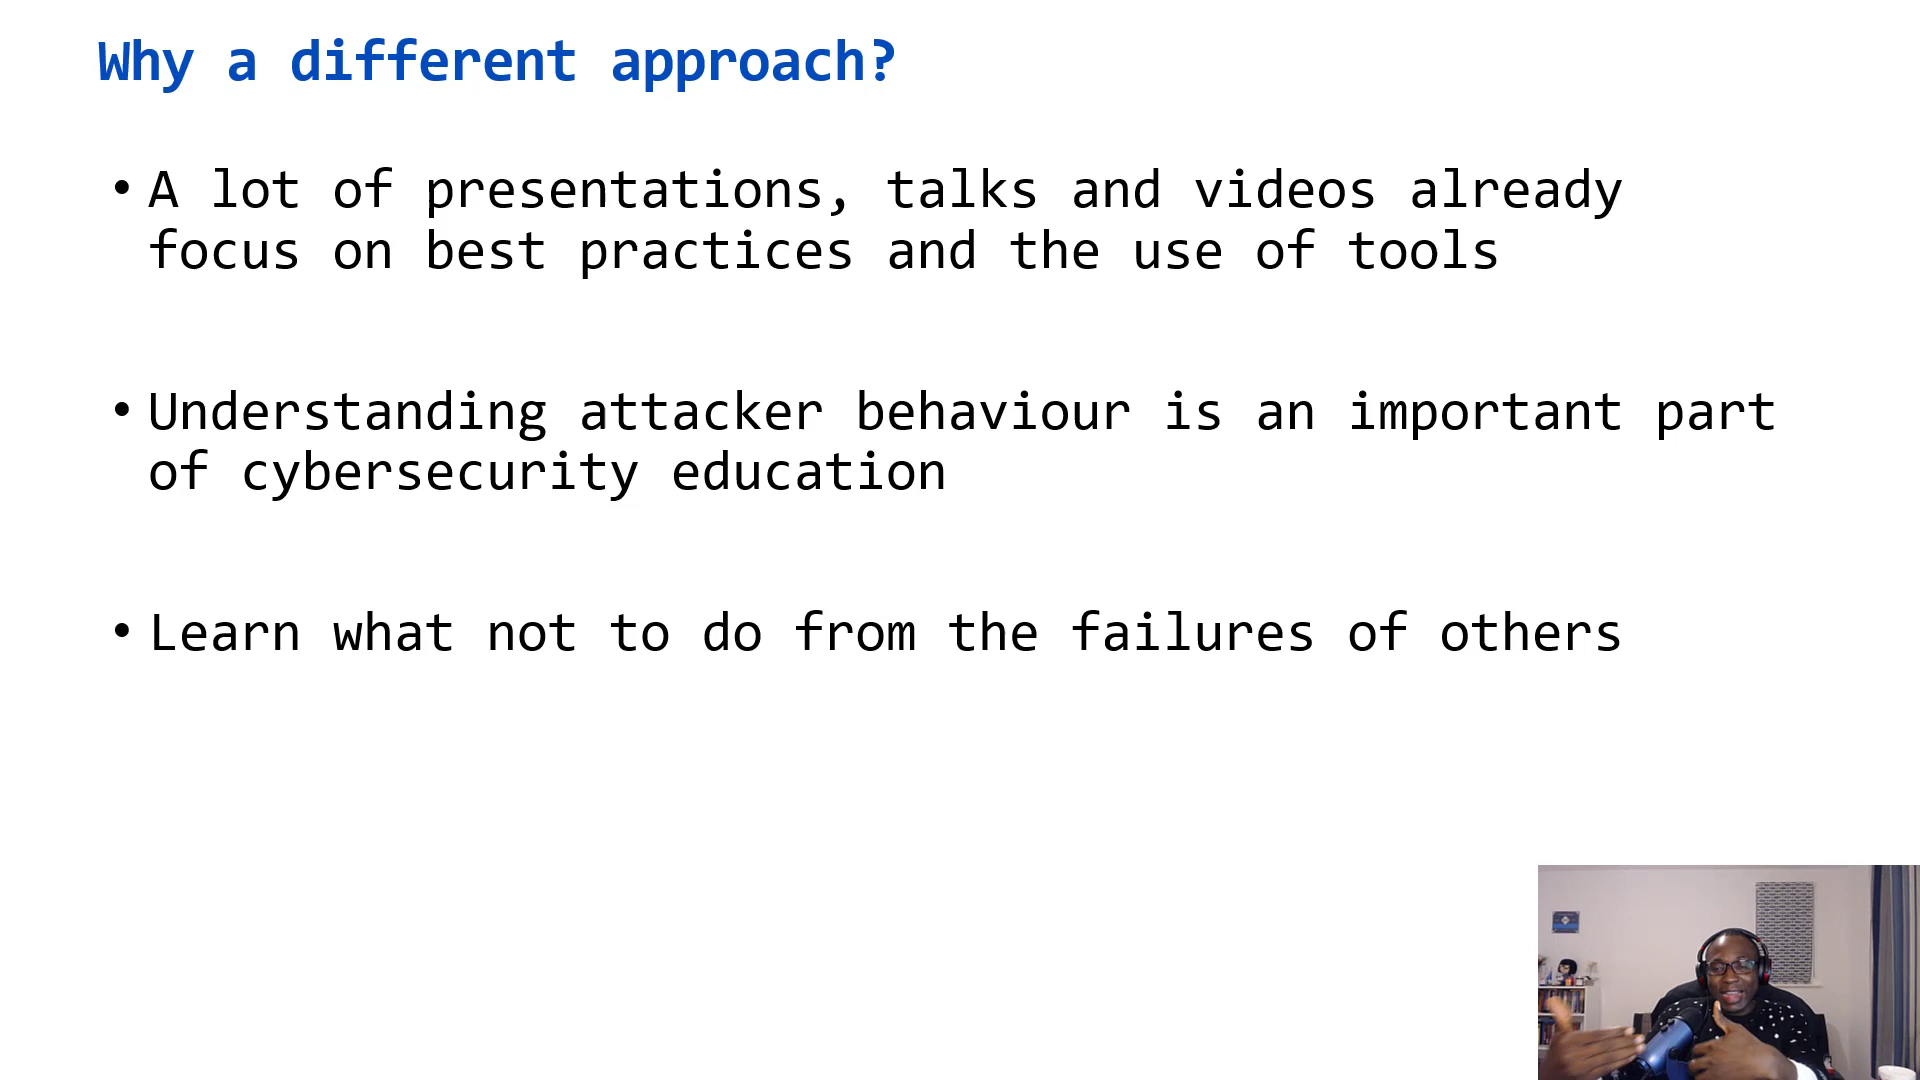 Why a different approach?
• A lot of presentations, talks and videos already
focus on best practices and the use of tools
• Understanding attacker behaviour is an important part
of cybersecurity education
• Learn what not to do from the failures of others